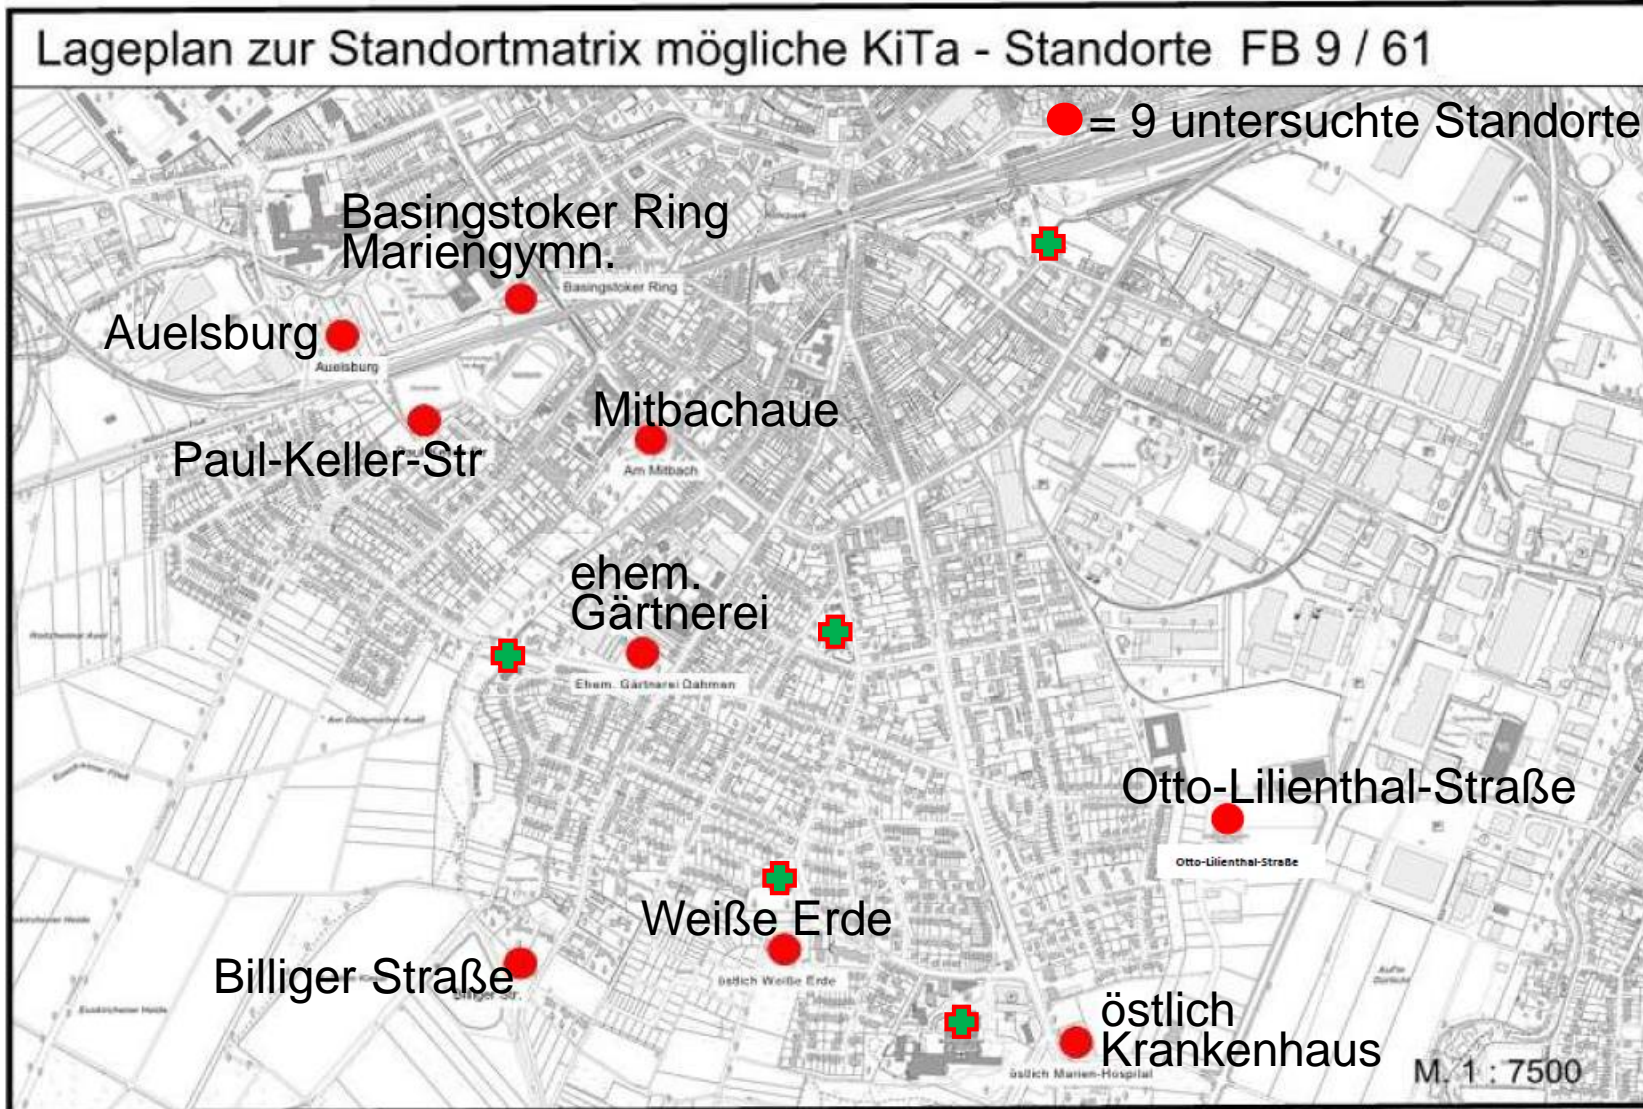 Lageplan zur Standortmatrix mögliche KiTa - Standorte FB 9 / 61
= 9 untersuchte Standorte
Basingstoker Ring
Mariengymn.
Basingstoker Ring
Auelsburg
Auelsburg
Mitbachaue
Am Mitbach
Paul-Keller-Str
ehem.
Gärtnerei
Ehem. Gärtnerei Dahmen
Otto-Lilienthal-Straße
Otto-Lilienthal-Straße
Weiße Erde
östlich Weiße Erde
Billiger Straße
Billiger Str.
östlich
Krankenhaus
östlich Marien-Hospital
M. 1 : 7500